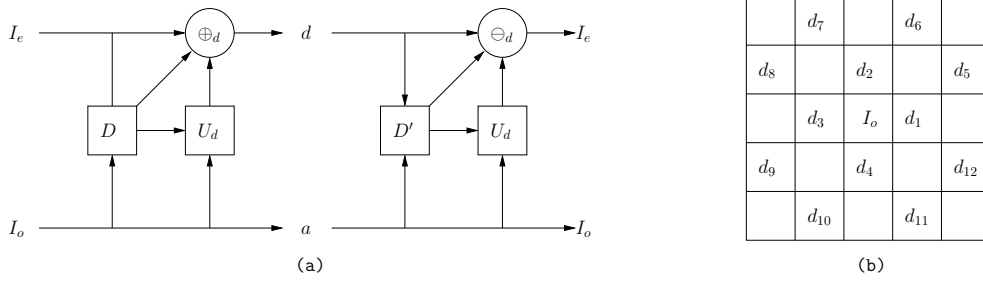 I_e ⊕_d d ⊖_d I_e
D U_d D′ U_d
I_o a I_o
(a)
d_7 d_6
d_8 d_2 d_5
d_3 I_o d_1
d_9 d_4 d_12
d_10 d_11
(b)